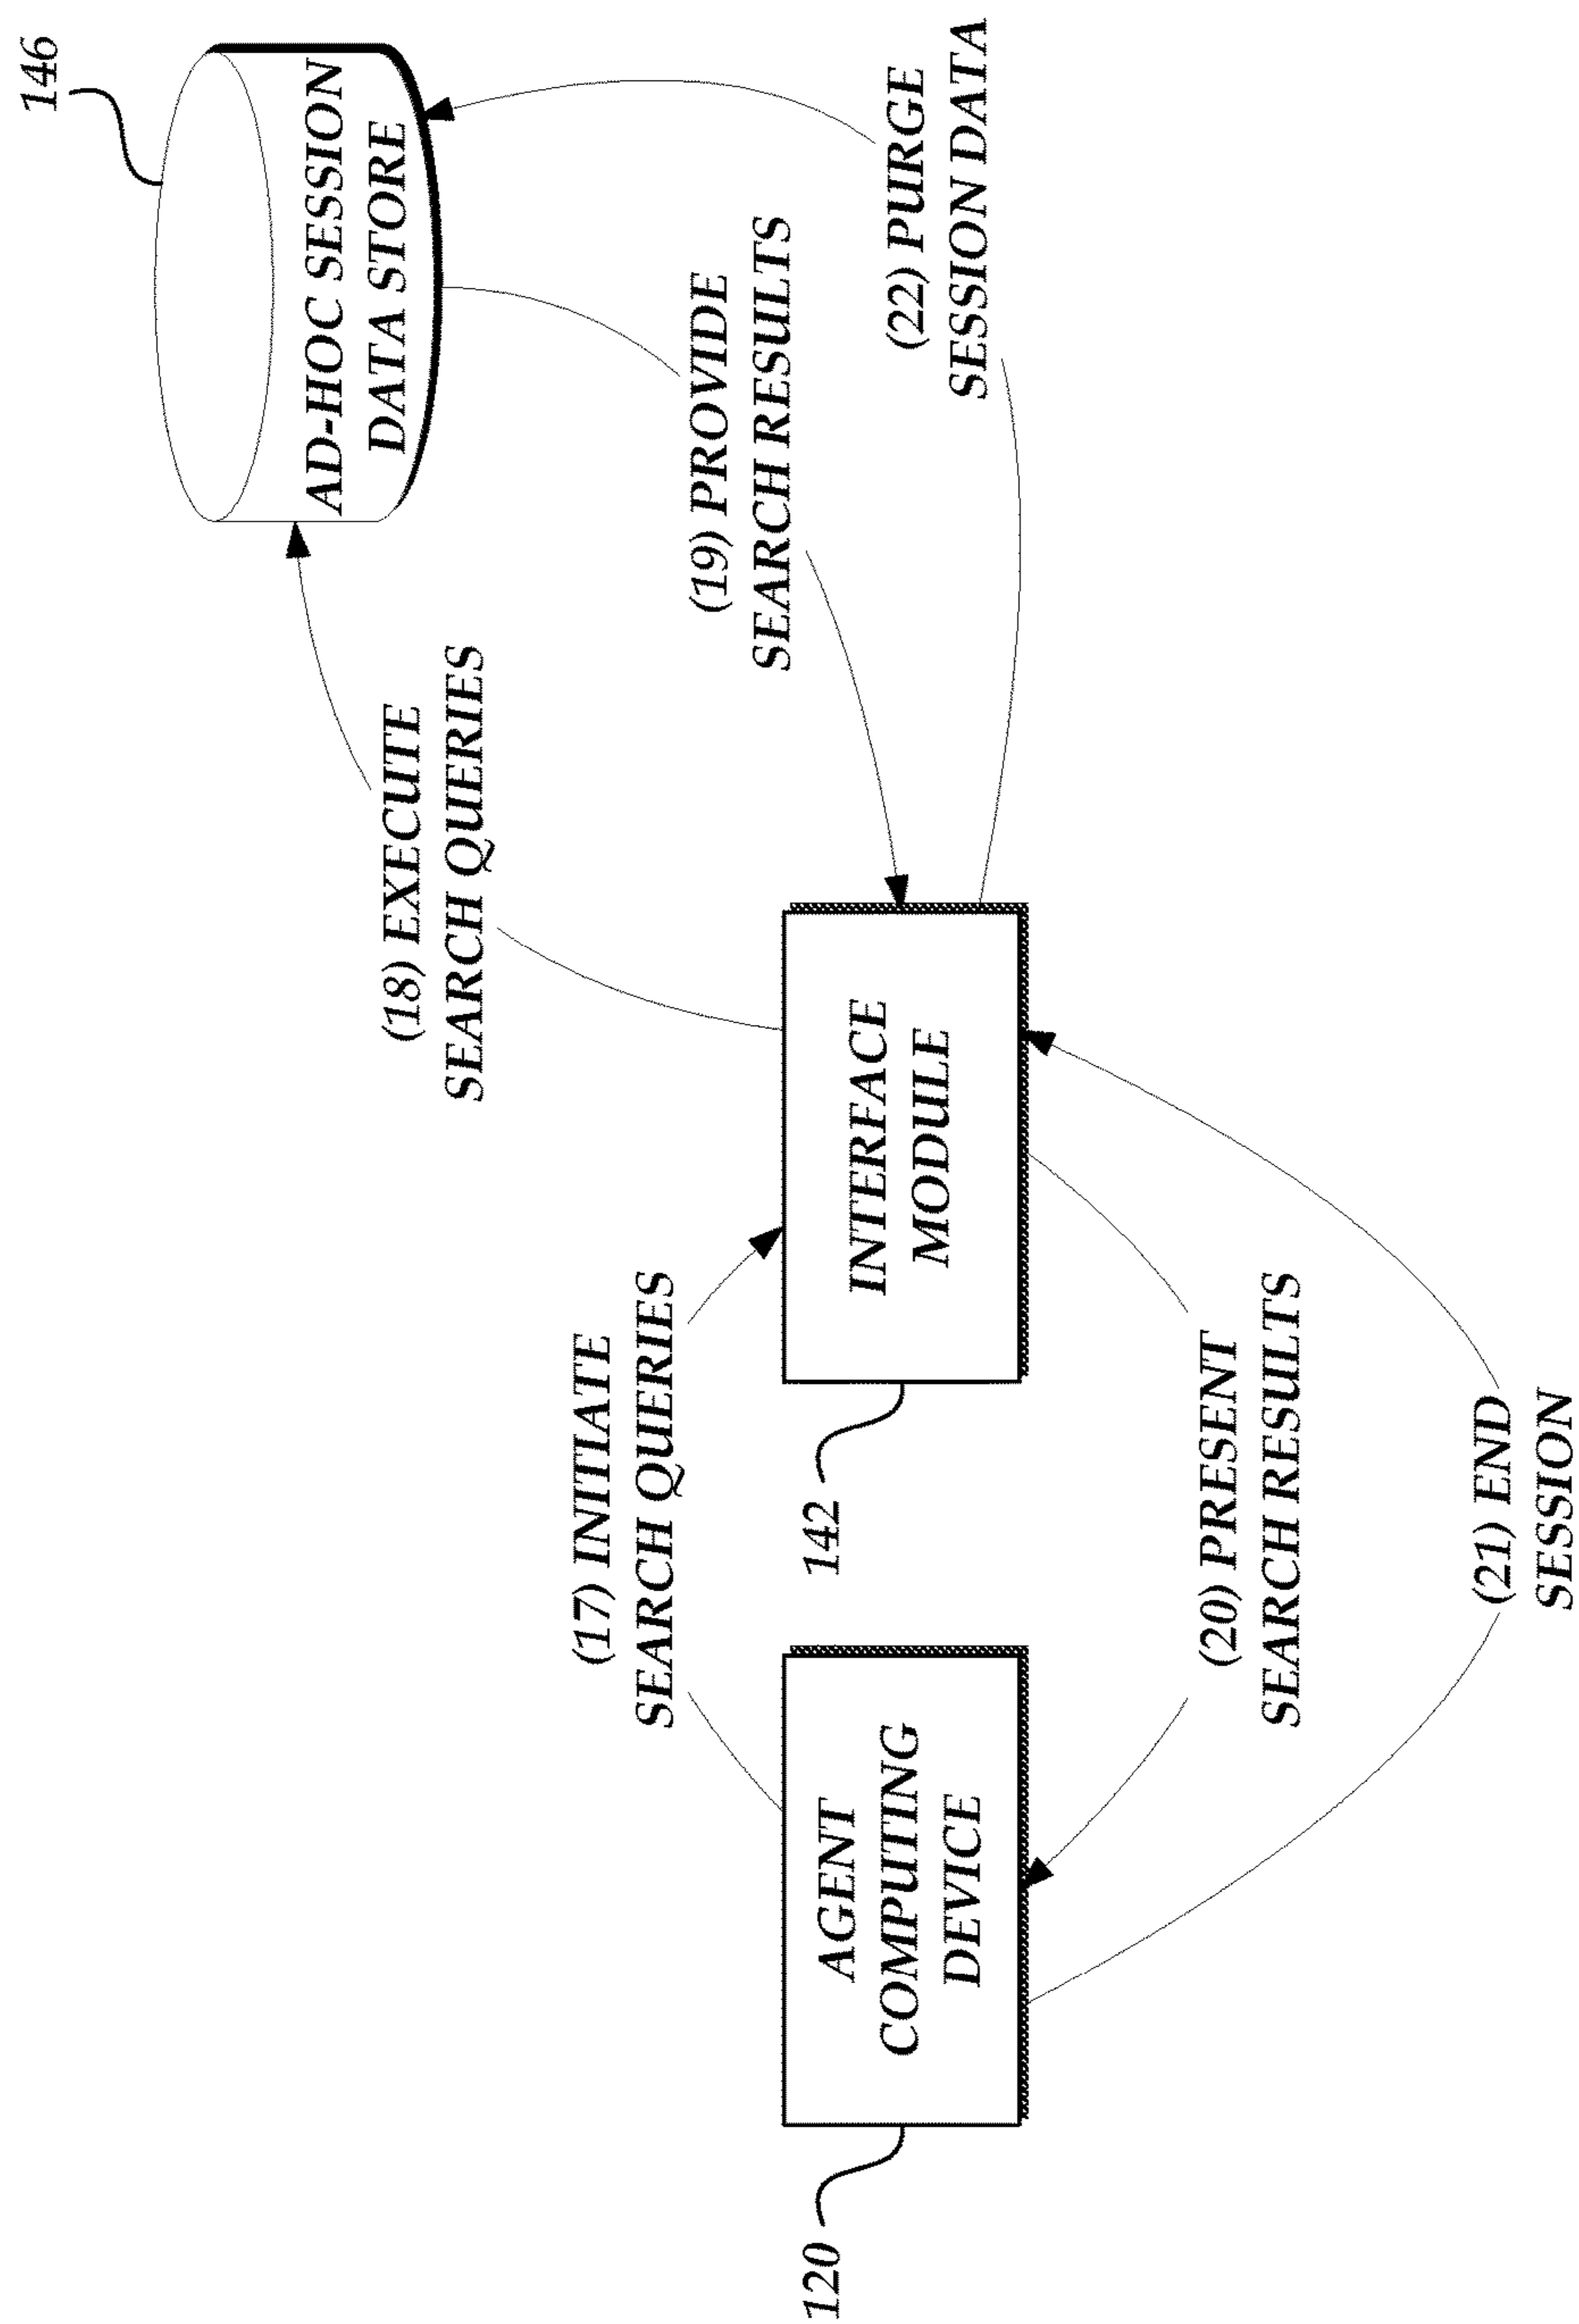 146
AD-HOC SESSION
DATA STORE
(18) EXECUTE
SEARCH QUERIES
(17) INITIATE
SEARCH QUERIES
(19) PROVIDE
SEARCH RESULTS
(22) PURGE
SESSION DATA
120
AGENT
COMPUTING
DEVICE
142
INTERFACE
MODULE
(20) PRESENT
SEARCH RESULTS
(21) END
SESSION